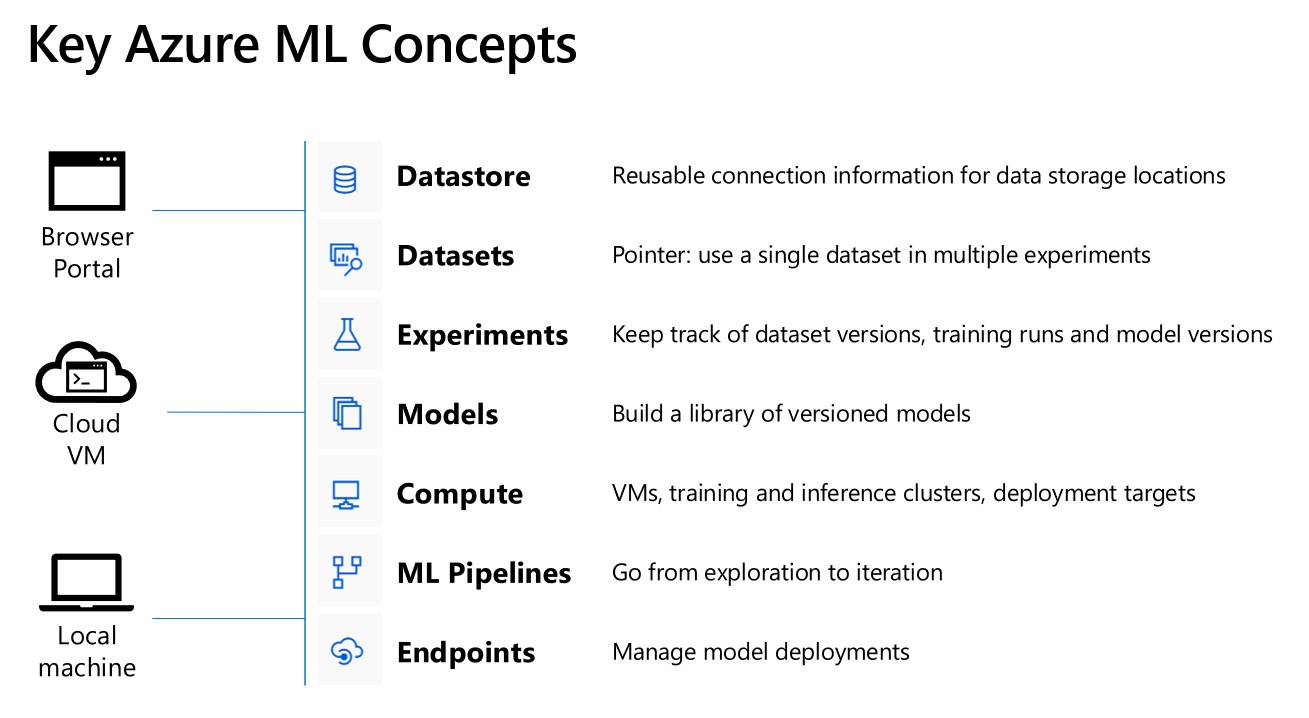 Key Azure ML Concepts
Browser
Portal
Cloud
VM
Local
machine
Datastore Reusable connection information for data storage locations
Datasets Pointer: use a single dataset in multiple experiments
Experiments Keep track of dataset versions, training runs and model versions
Models Build a library of versioned models
Compute VMs, training and inference clusters, deployment targets
ML Pipelines Go from exploration to iteration
Endpoints Manage model deployments